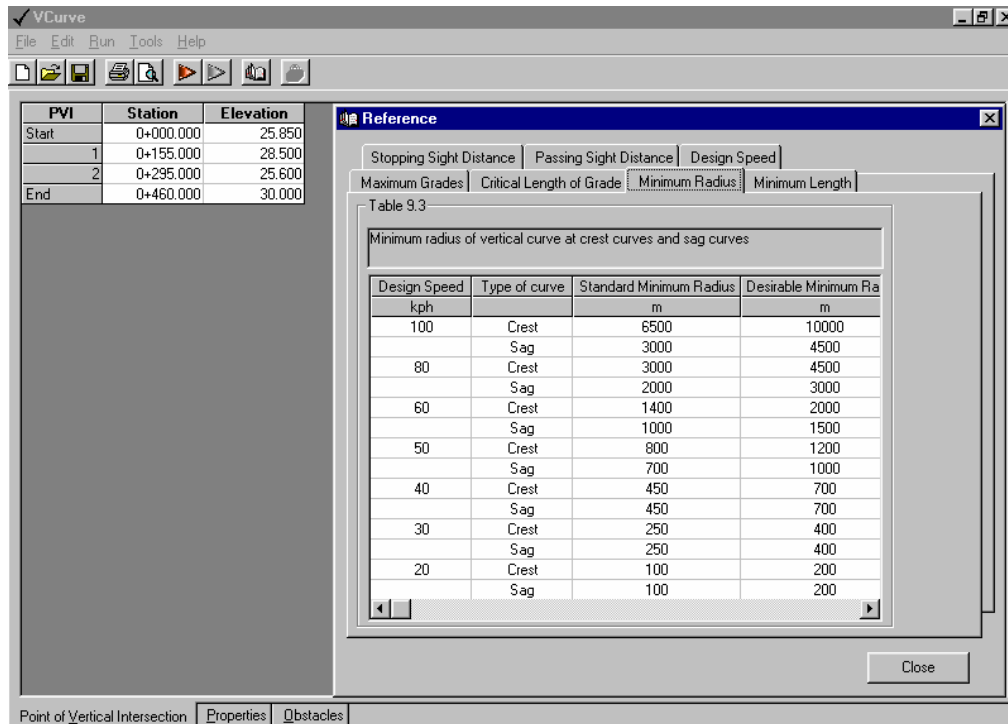 VCurve
File Edit Run Tools Help
PVI Station Elevation
Start 0+000.000 25.850
1 0+155.000 28.500
2 0+295.000 25.600
End 0+460.000 30.000
Reference
Stopping Sight Distance Passing Sight Distance Design Speed
Maximum Grades Critical Length of Grade Minimum Radius Minimum Length
Table 9.3
Minimum radius of vertical curve at crest curves and sag curves
Design Speed Type of curve Standard Minimum Radius Desirable Minimum Ra
kph m m
100 Crest 6500 10000
Sag 3000 4500
80 Crest 3000 4500
Sag 2000 3000
60 Crest 1400 2000
Sag 1000 1500
50 Crest 800 1200
Sag 700 1000
40 Crest 450 700
Sag 450 700
30 Crest 250 400
Sag 250 400
20 Crest 100 200
Sag 100 200
Close
Point of Vertical Intersection Properties Obstacles